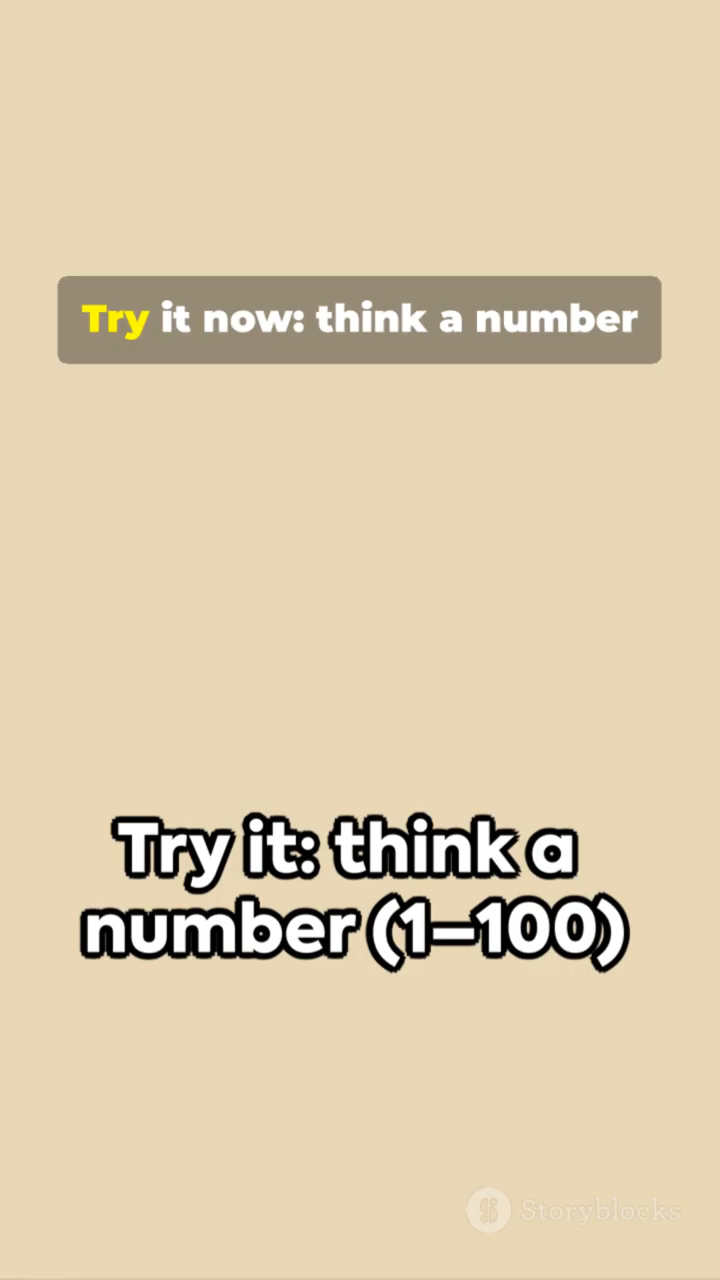 Try it now: think a number
Try it: think a
number (1–100)
Storyblocks